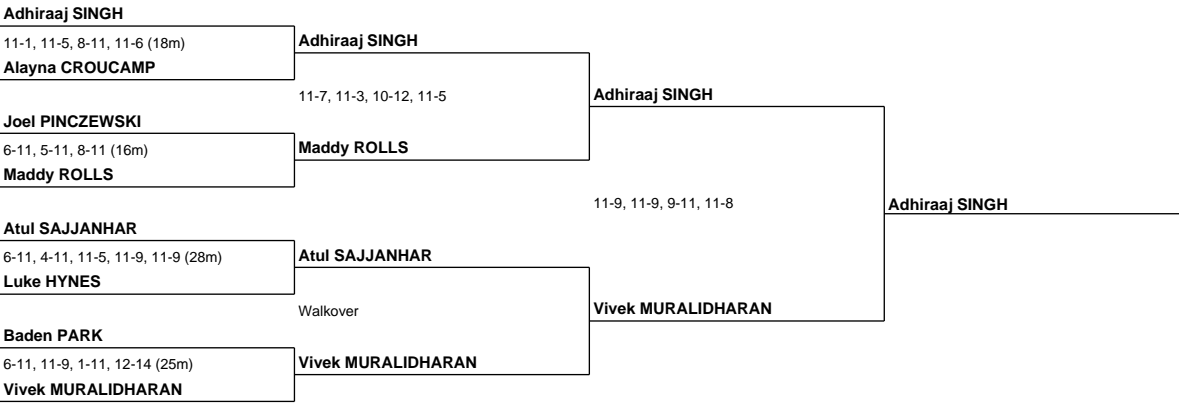 Adhiraaj SINGH
11-1, 11-5, 8-11, 11-6 (18m)
Alayna CROUCAMP
Joel PINCZEWSKI
6-11, 5-11, 8-11 (16m)
Maddy ROLLS
Atul SAJJANHAR
6-11, 4-11, 11-5, 11-9, 11-9 (28m)
Luke HYNES
Baden PARK
6-11, 11-9, 1-11, 12-14 (25m)
Vivek MURALIDHARAN
Adhiraaj SINGH
11-7, 11-3, 10-12, 11-5
Maddy ROLLS
Atul SAJJANHAR
Walkover
Vivek MURALIDHARAN
Adhiraaj SINGH
11-9, 11-9, 9-11, 11-8
Vivek MURALIDHARAN
Adhiraaj SINGH